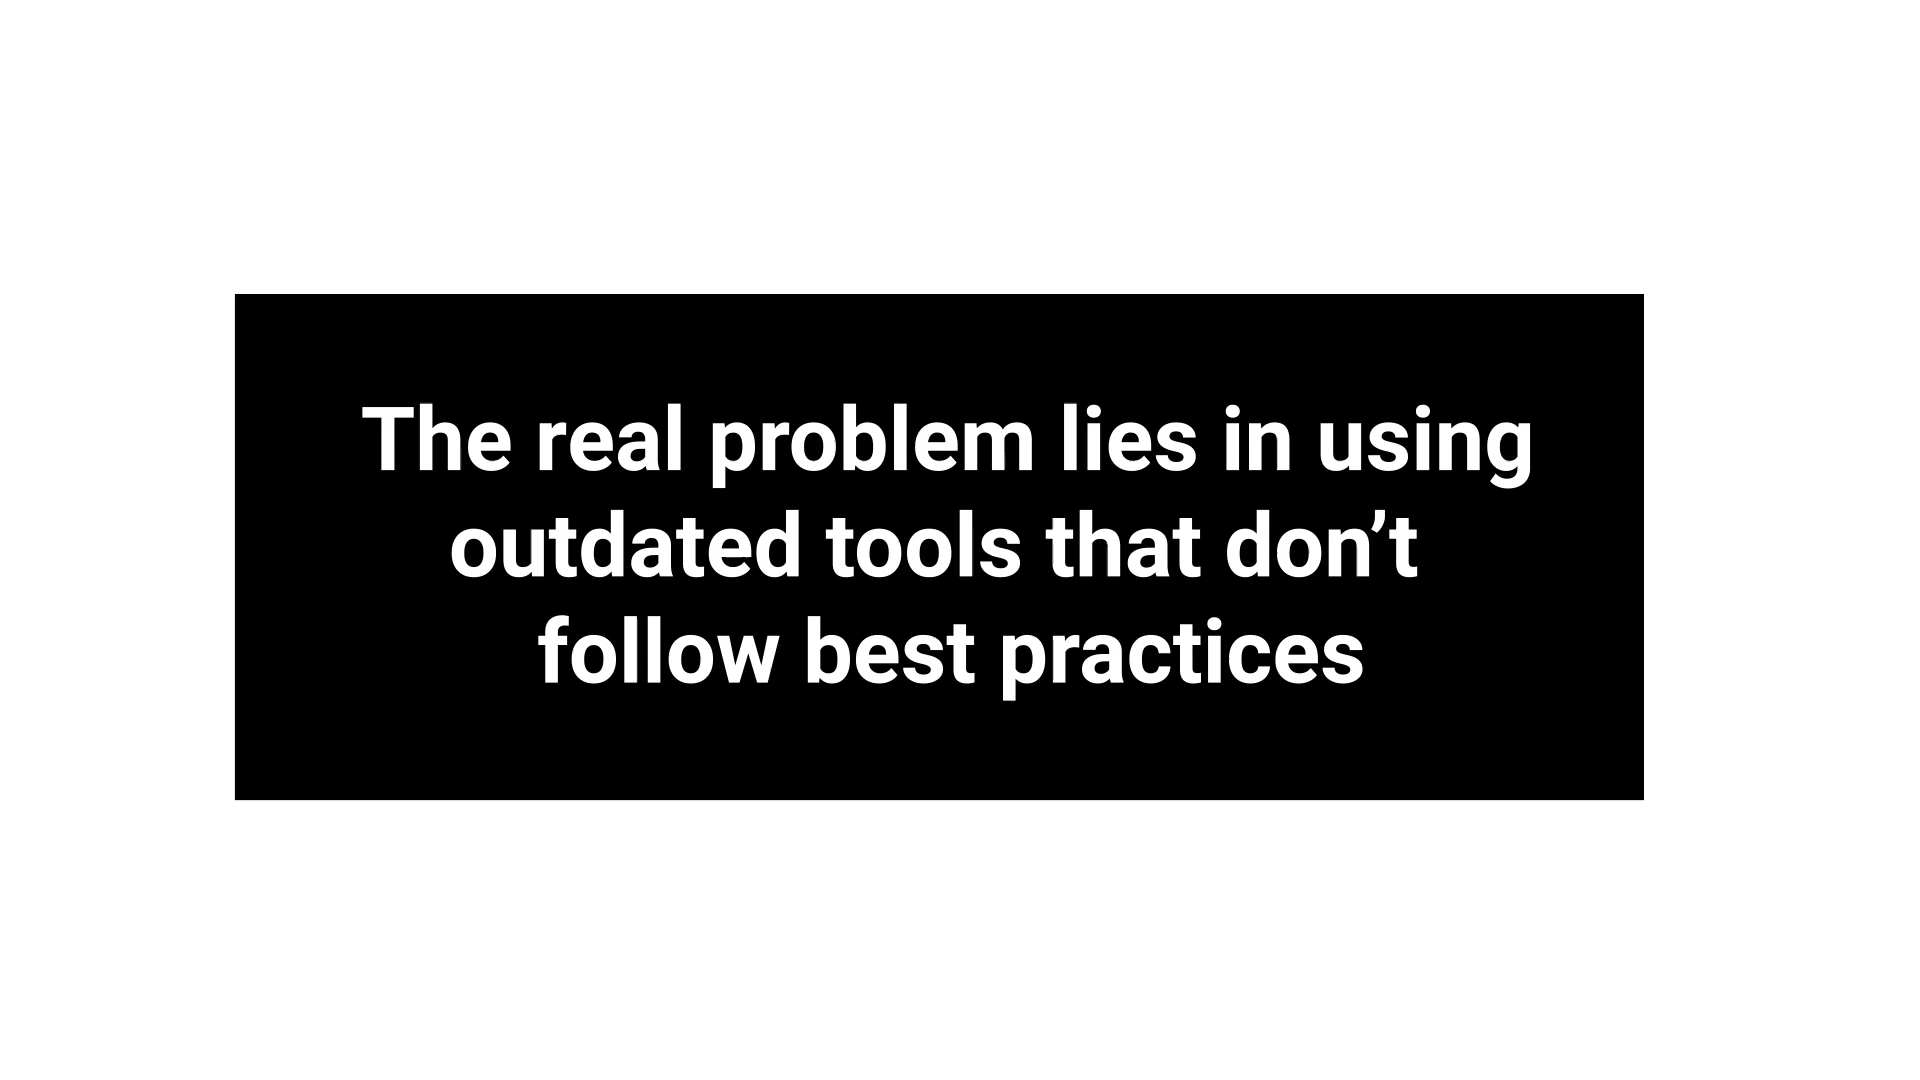 The real problem lies in using
outdated tools that don’t
follow best practices